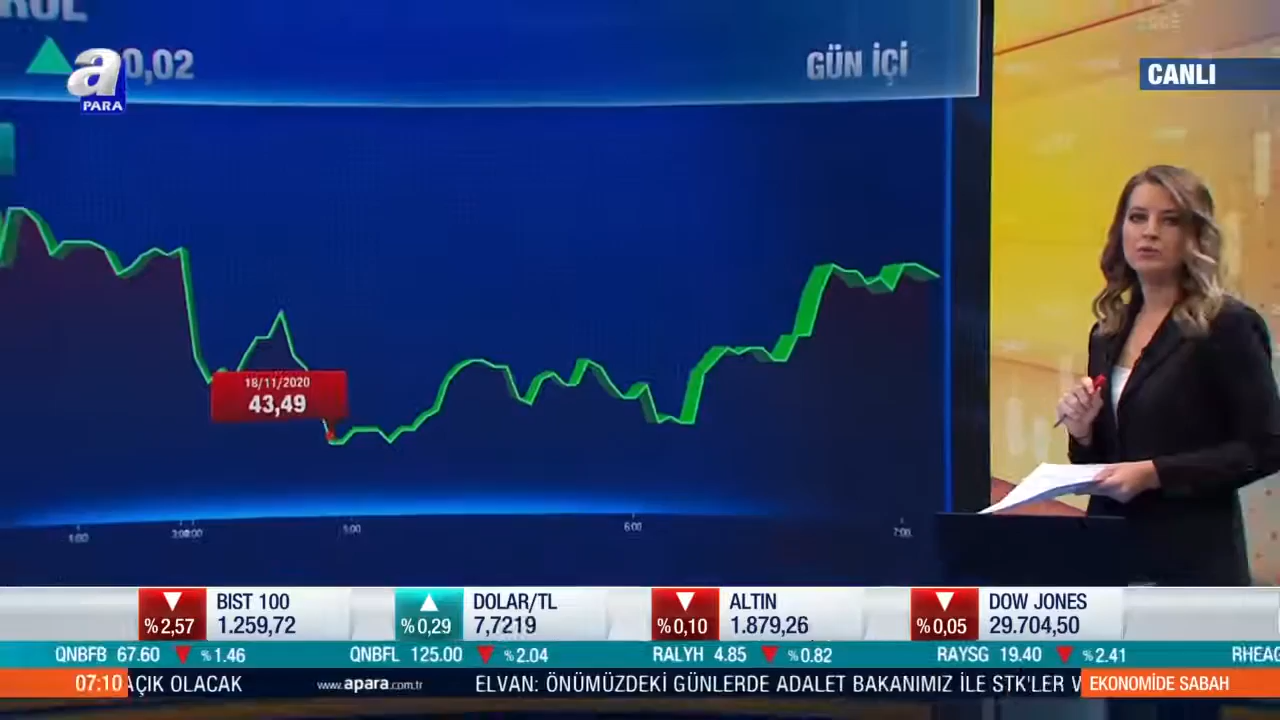 ROL
0,02
a
PARA
GÜN İÇİ
CANLI
18/11/2020
43,49
1:00
5:00
6:00
7:00
BIST 100
%2,57
1.259,72
DOLAR/TL
%0,29
7,7219
ALTIN
%0,10
1.879,26
DOW JONES
%0,05
29.704,50
QNBFB 67.60 %1.46
QNBFL 125.00 %2.04
RALYH 4.85 %0.82
RAYSG 19.40 %2.41
RHEAG
07:10
AÇIK OLACAK
www.apara.com.tr
ELVAN: ÖNÜMÜZDEKİ GÜNLERDE ADALET BAKANIMIZ İLE STK'LER V
EKONOMİDE SABAH